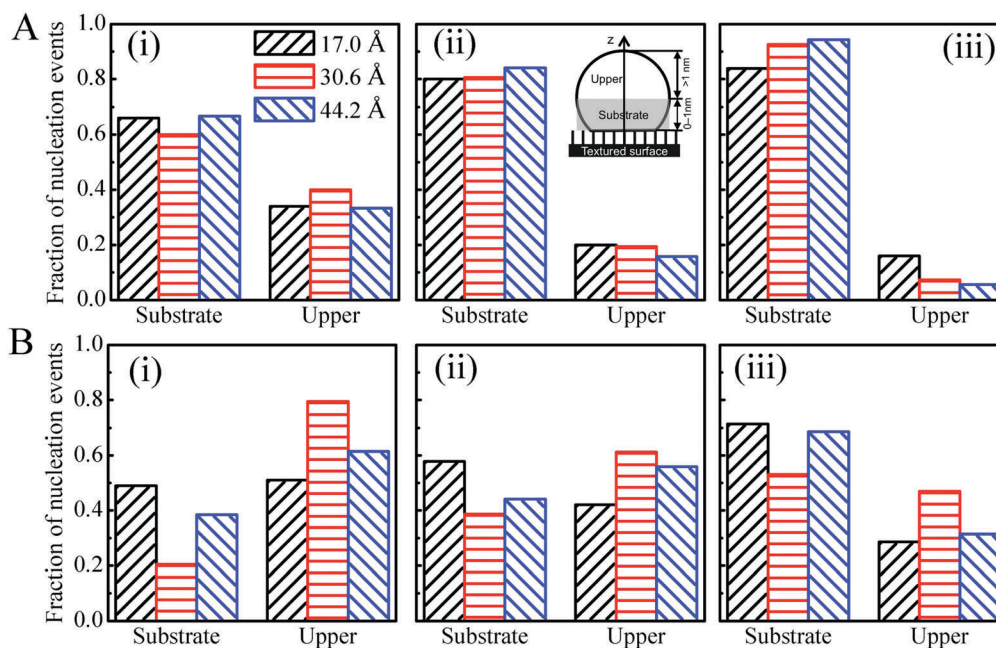 A
(i)
(ii)
(iii)
17.0 Å
30.6 Å
44.2 Å
z
Upper
Substrate
>1 nm
0–1nm
Textured surface
Fraction of nucleation events
1.0
0.8
0.6
0.4
0.2
0.0
Substrate Upper Substrate Upper Substrate Upper
B
(i)
(ii)
(iii)
Fraction of nucleation events
1.0
0.8
0.6
0.4
0.2
0.0
Substrate Upper Substrate Upper Substrate Upper